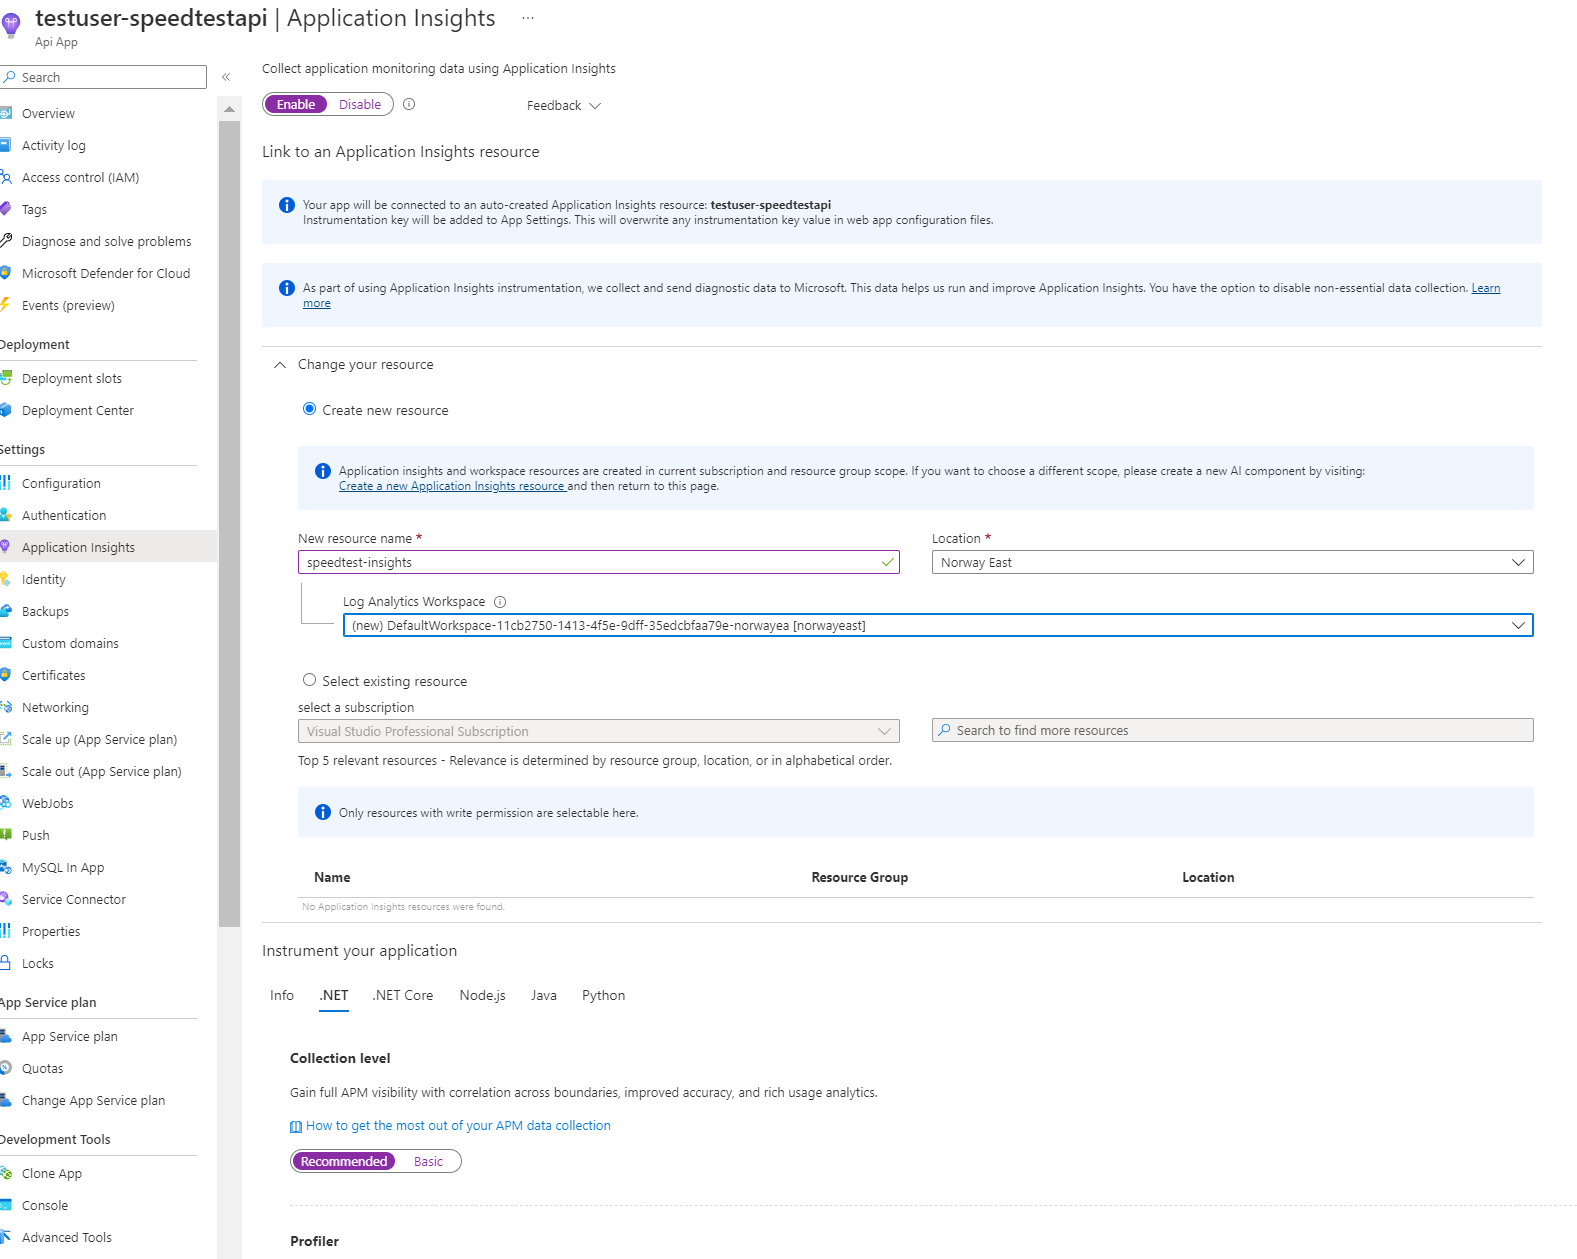 testuser-speedtestapi | Application Insights ...
Api App
Search
«
Overview
Activity log
Access control (IAM)
Tags
Diagnose and solve problems
Microsoft Defender for Cloud
Events (preview)
Deployment
Deployment slots
Deployment Center
Settings
Configuration
Authentication
Application Insights
Identity
Backups
Custom domains
Certificates
Networking
Scale up (App Service plan)
Scale out (App Service plan)
WebJobs
Push
MySQL In App
Service Connector
Properties
Locks
App Service plan
App Service plan
Quotas
Change App Service plan
Development Tools
Clone App
Console
Advanced Tools
Collect application monitoring data using Application Insights
Enable Disable
Feedback
Link to an Application Insights resource
Your app will be connected to an auto-created Application Insights resource: testuser-speedtestapi
Instrumentation key will be added to App Settings. This will overwrite any instrumentation key value in web app configuration files.
As part of using Application Insights instrumentation, we collect and send diagnostic data to Microsoft. This data helps us run and improve Application Insights. You have the option to disable non-essential data collection. Learn
more
Change your resource
Create new resource
Application insights and workspace resources are created in current subscription and resource group scope. If you want to choose a different scope, please create a new AI component by visiting:
Create a new Application Insights resource and then return to this page.
New resource name *
speedtest-insights
Location *
Norway East
Log Analytics Workspace
(new) DefaultWorkspace-11cb2750-1413-4f5e-9dff-35edcbfaa79e-norwayea [norwayeast]
Select existing resource
select a subscription
Visual Studio Professional Subscription
Search to find more resources
Top 5 relevant resources - Relevance is determined by resource group, location, or in alphabetical order.
Only resources with write permission are selectable here.
Name Resource Group Location
No Application Insights resources were found.
Instrument your application
Info .NET .NET Core Node.js Java Python
Collection level
Gain full APM visibility with correlation across boundaries, improved accuracy, and rich usage analytics.
How to get the most out of your APM data collection
Recommended Basic
Profiler